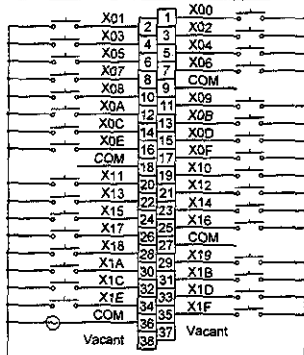 1 X00
X01 2
3 X02
X03 4
5 X04
X05 6
7 X06
X07 8
9 COM
X08 10
11 X09
X0A 12
13 X0B
X0C 14
15 X0D
X0E 16
17 X0F
COM 18
19 X10
X11 20
21 X12
X13 22
23 X14
X15 24
25 X16
X17 26
27 COM
X18 28
29 X19
X1A 30
31 X1B
X1C 32
33 X1D
X1E 34
35 X1F
COM 36
37 Vacant
Vacant 38